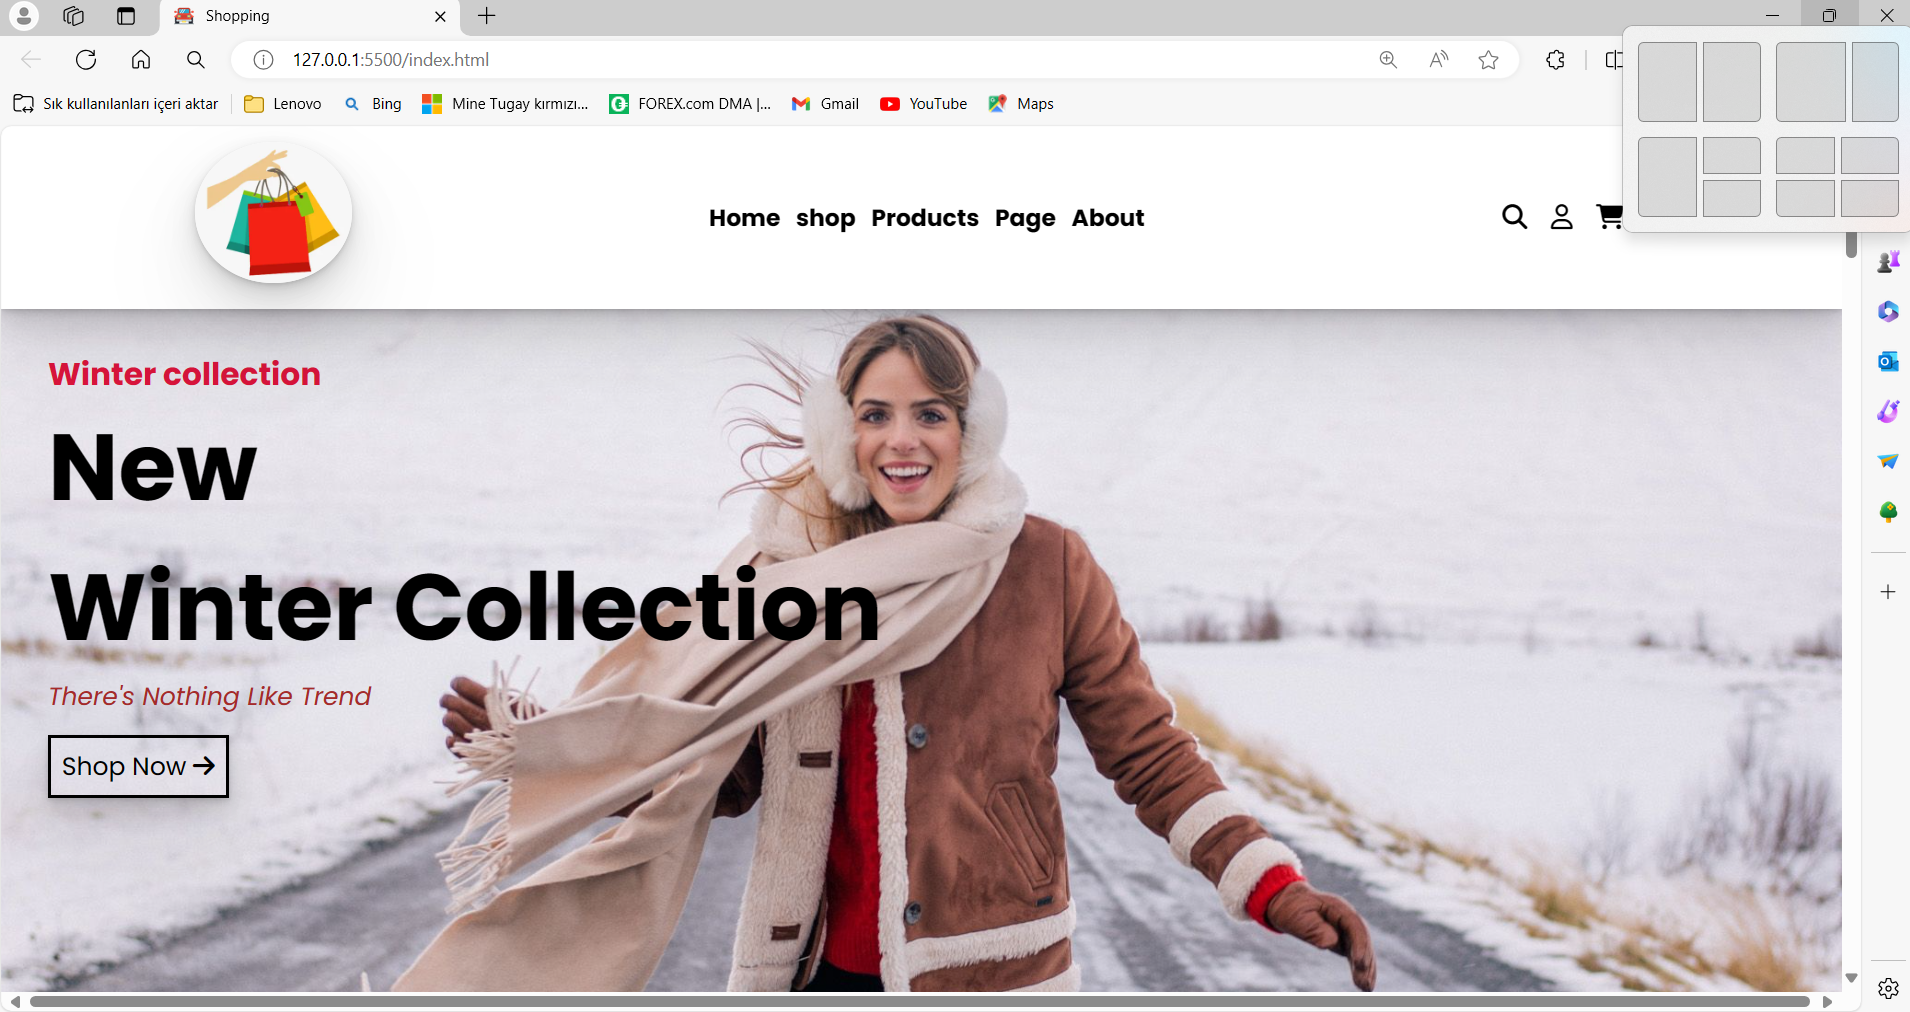 Shopping
127.0.0.1:5500/index.html
Sık kullanılanları içeri aktar Lenovo Bing Mine Tugay kırmızı... FOREX.com DMA |... Gmail YouTube Maps
Home shop Products Page About
Winter collection
New
Winter Collection
There's Nothing Like Trend
Shop Now →